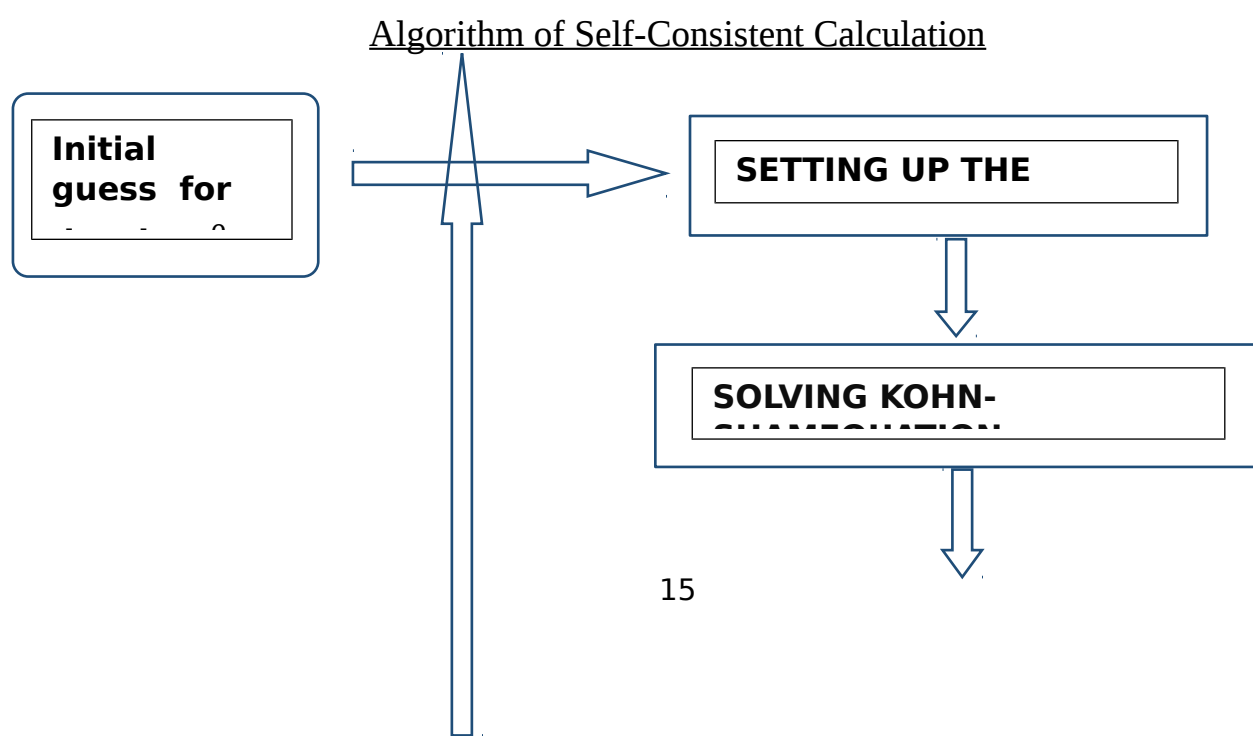 Algorithm of Self-Consistent Calculation
Initial
guess for
SETTING UP THE
SOLVING KOHN-
15